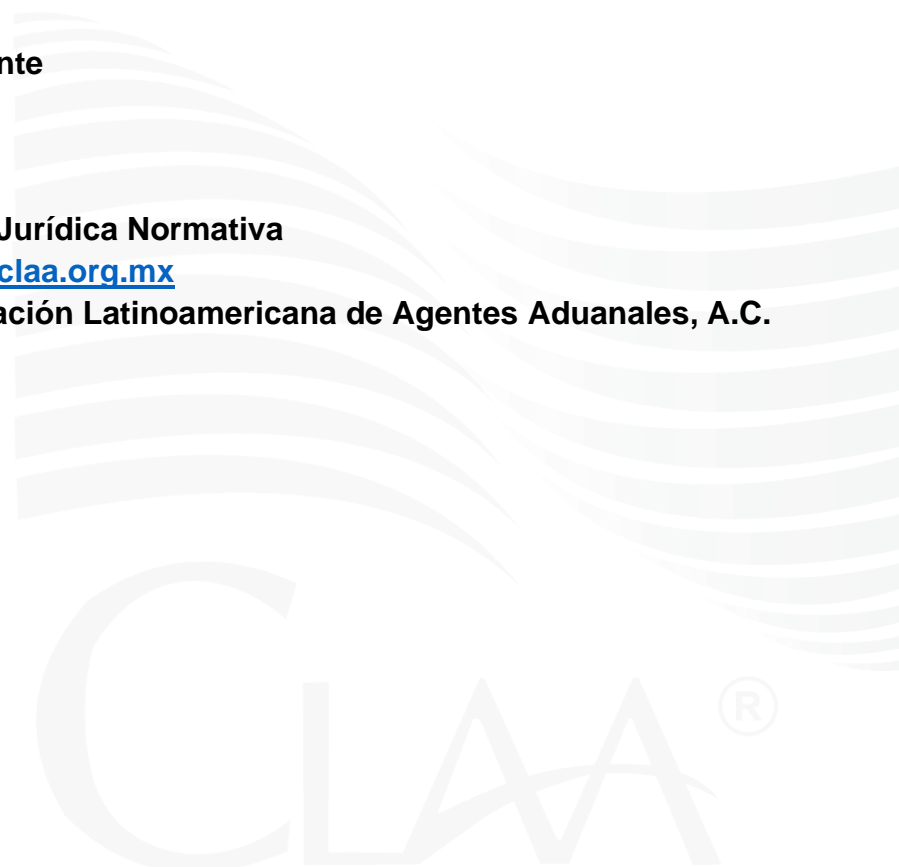 nte
Jurídica Normativa
claa.org.mx
ación Latinoamericana de Agentes Aduanales, A.C.
CLAA®